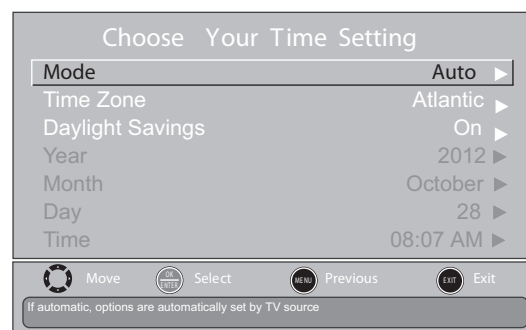 Choose Your Time Setting
Mode Auto
Time Zone Atlantic
Daylight Savings On
Year 2012
Month October
Day 28
Time 08:07 AM
Move OK ENTER Select MENU Previous EXIT Exit
If automatic, options are automatically set by TV source